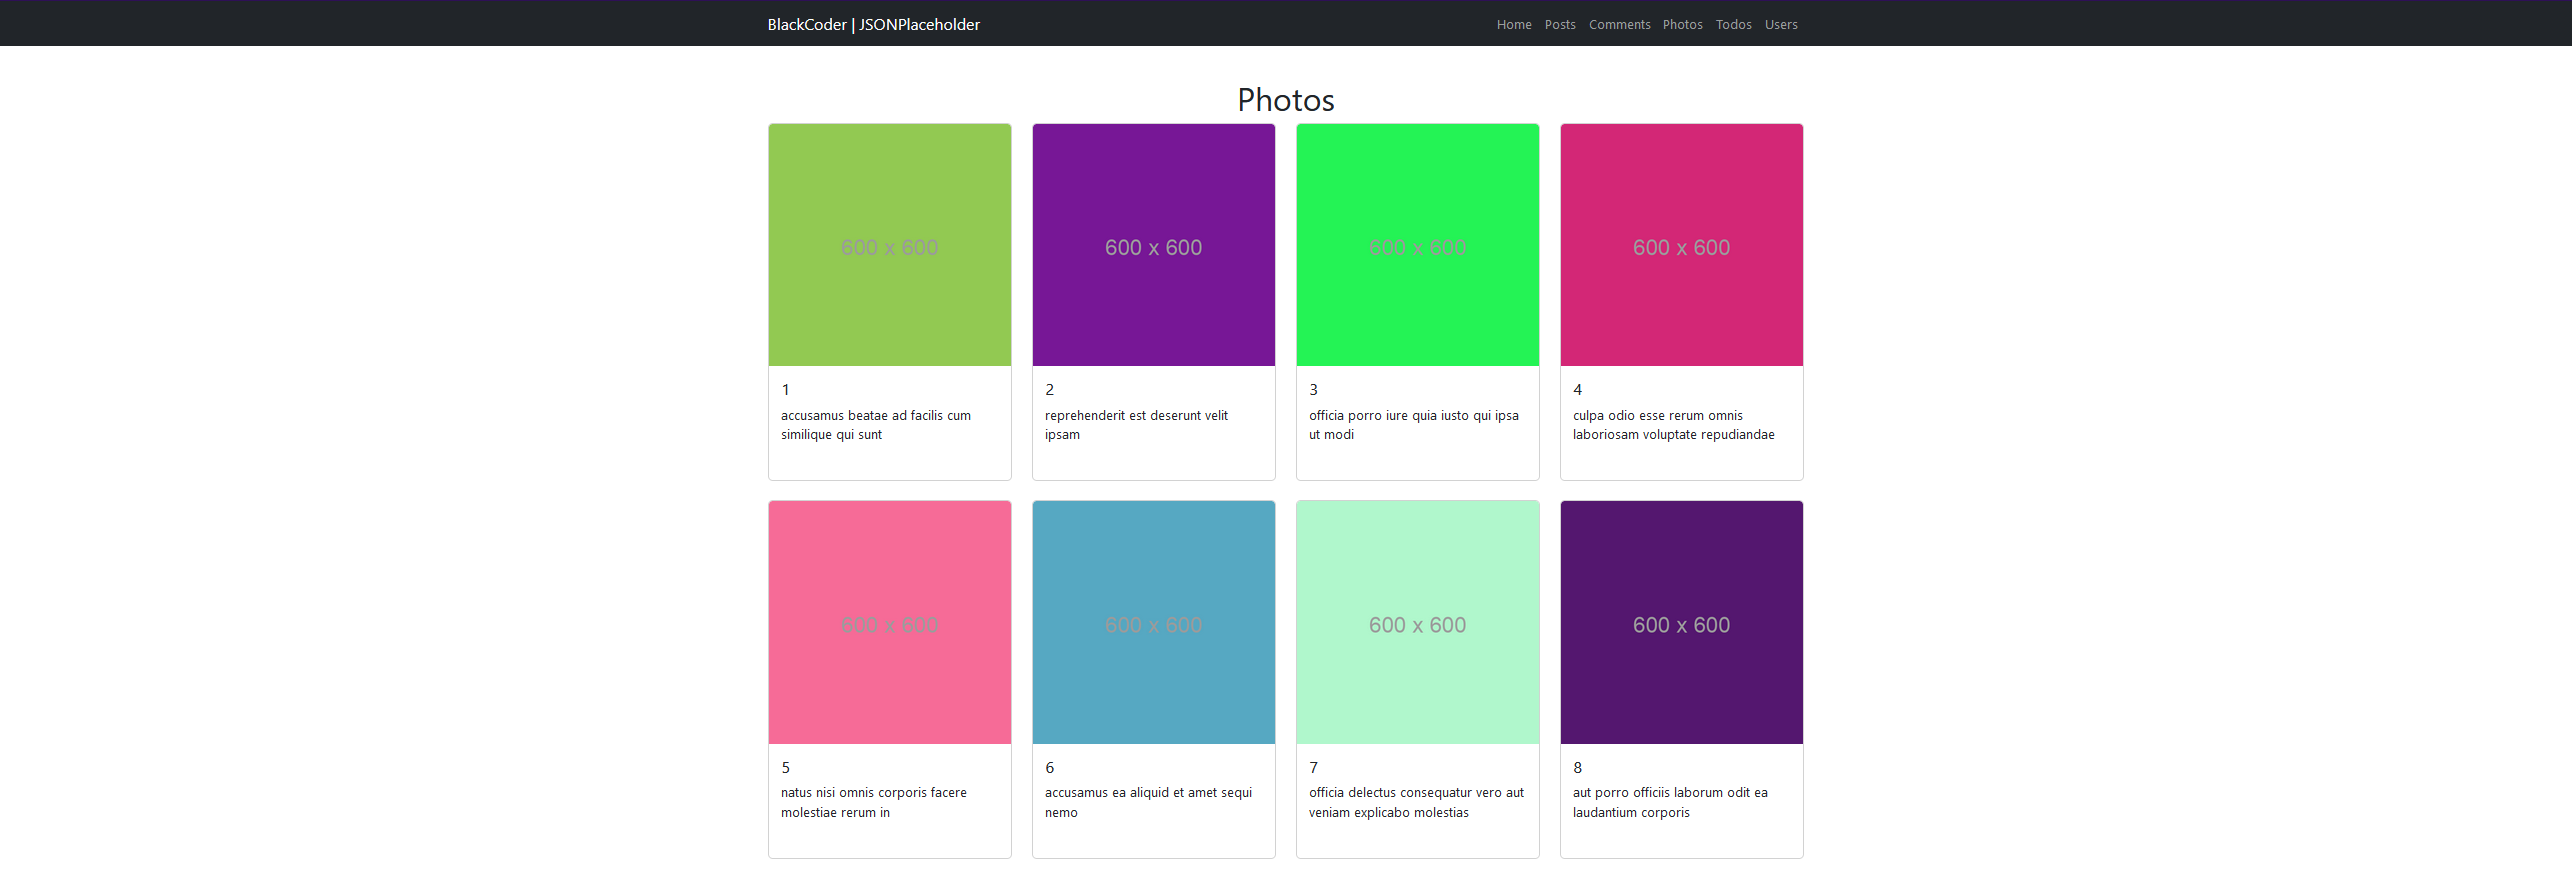 BlackCoder | JSONPlaceholder
Home Posts Comments Photos Todos Users
Photos
600 x 600
600 x 600
600 x 600
600 x 600
1
accusamus beatae ad facilis cum
similique qui sunt
2
reprehenderit est deserunt velit
ipsam
3
officia porro iure quia iusto qui ipsa
ut modi
4
culpa odio esse rerum omnis
laboriosam voluptate repudiandae
600 x 600
600 x 600
600 x 600
600 x 600
5
natus nisi omnis corporis facere
molestiae rerum in
6
accusamus ea aliquid et amet sequi
nemo
7
officia delectus consequatur vero aut
veniam explicabo molestias
8
aut porro officiis laborum odit ea
laudantium corporis